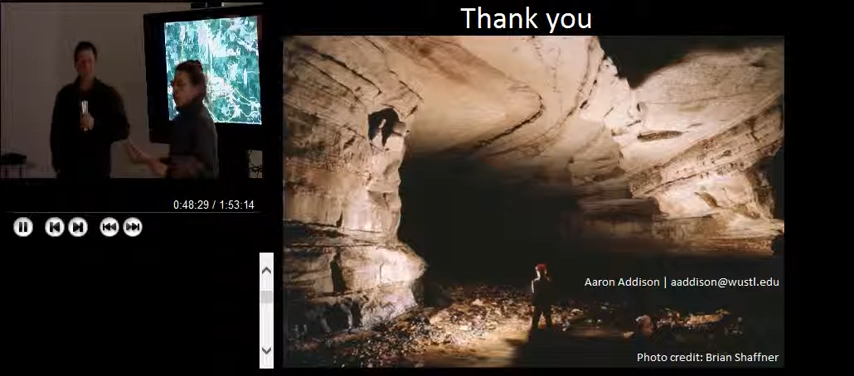 Thank you
0:48:29 / 1:53:14
Aaron Addison | aaddison@wustl.edu
Photo credit: Brian Shaffner